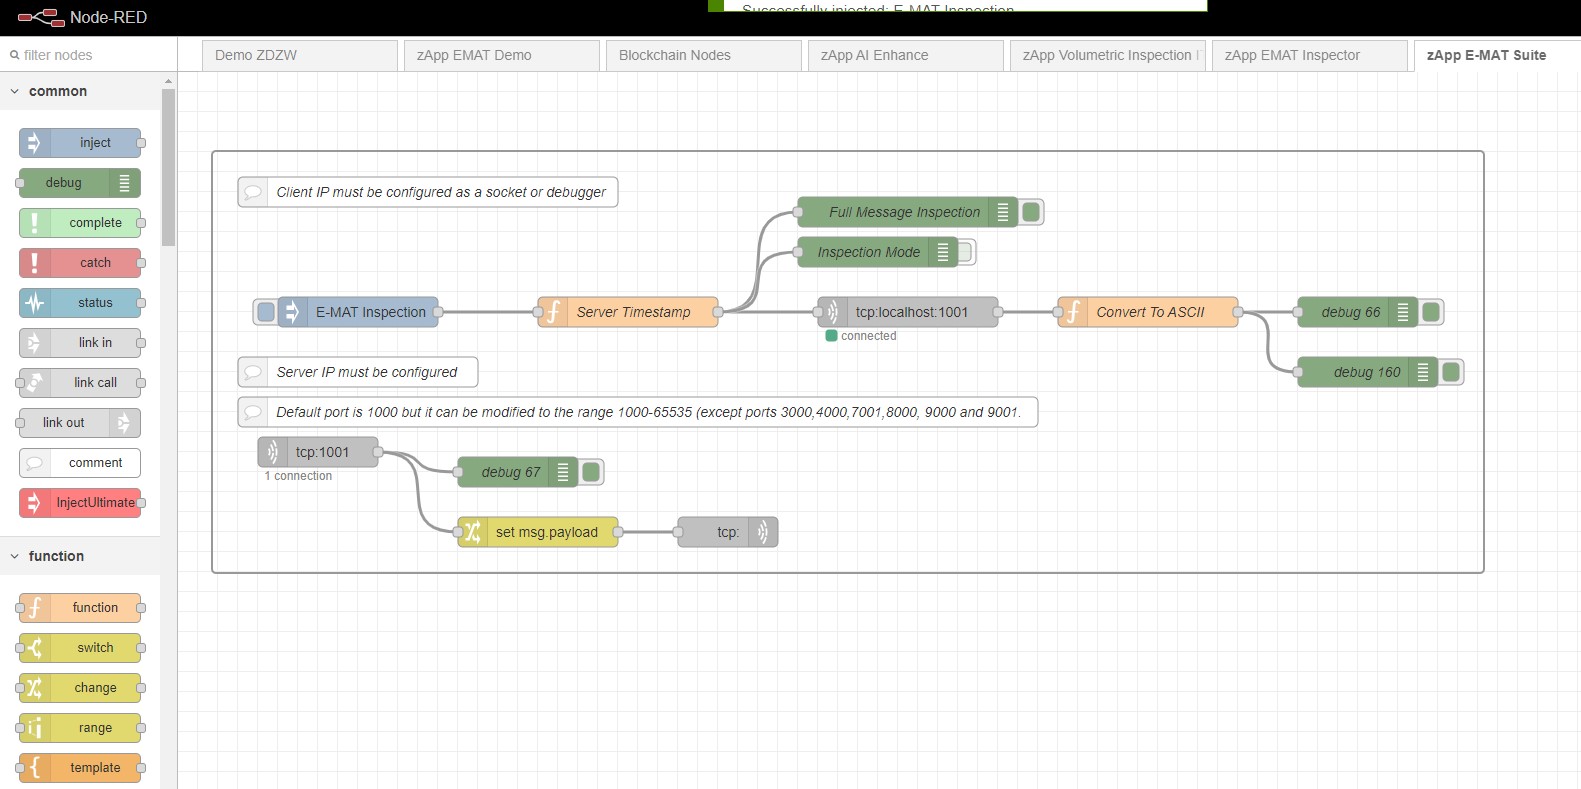 Successfully injected: E-MAT Inspection
Node-RED
filter nodes
Demo ZDZW
zApp EMAT Demo
Blockchain Nodes
zApp AI Enhance
zApp Volumetric Inspection
zApp EMAT Inspector
zApp E-MAT Suite
common
inject
debug
complete
catch
status
link in
link call
link out
comment
InjectUltimate
function
function
switch
change
range
template
Client IP must be configured as a socket or debugger
Full Message Inspection
Inspection Mode
E-MAT Inspection
Server Timestamp
tcp:localhost:1001
connected
Convert To ASCII
debug 66
debug 160
Server IP must be configured
Default port is 1000 but it can be modified to the range 1000-65535 (except ports 3000,4000,7001,8000, 9000 and 9001.
tcp:1001
1 connection
debug 67
set msg.payload
tcp: